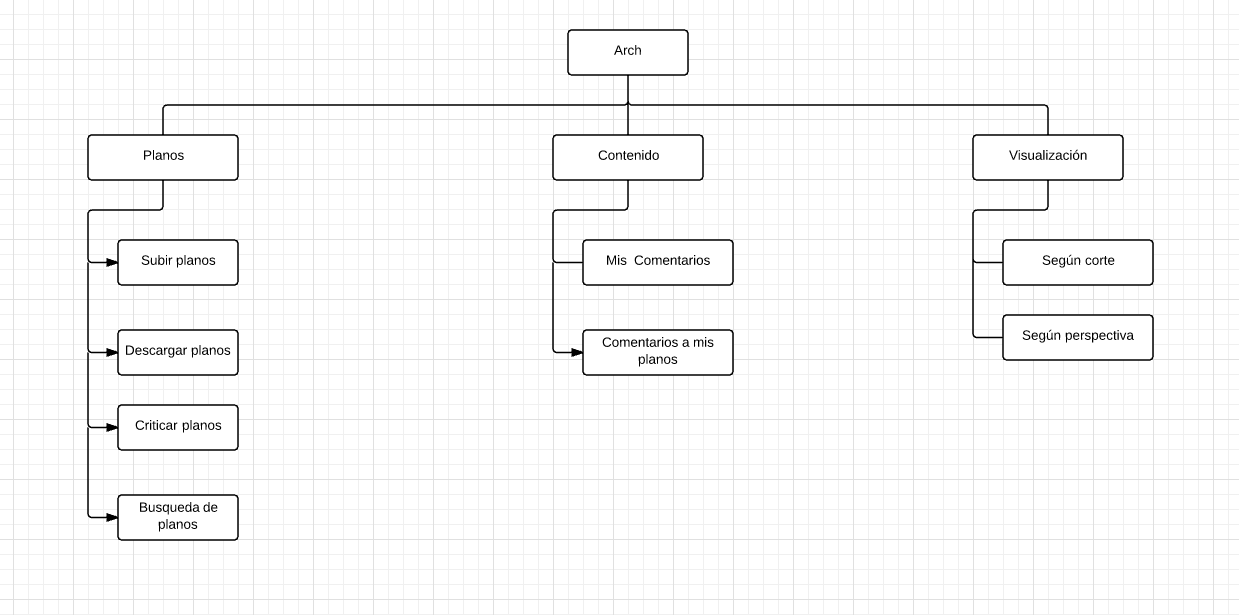 Arch
Planos
Contenido
Visualización
Subir planos
Mis  Comentarios
Según corte
Descargar planos
Comentarios a mis
planos
Según perspectiva
Criticar planos
Busqueda de
planos